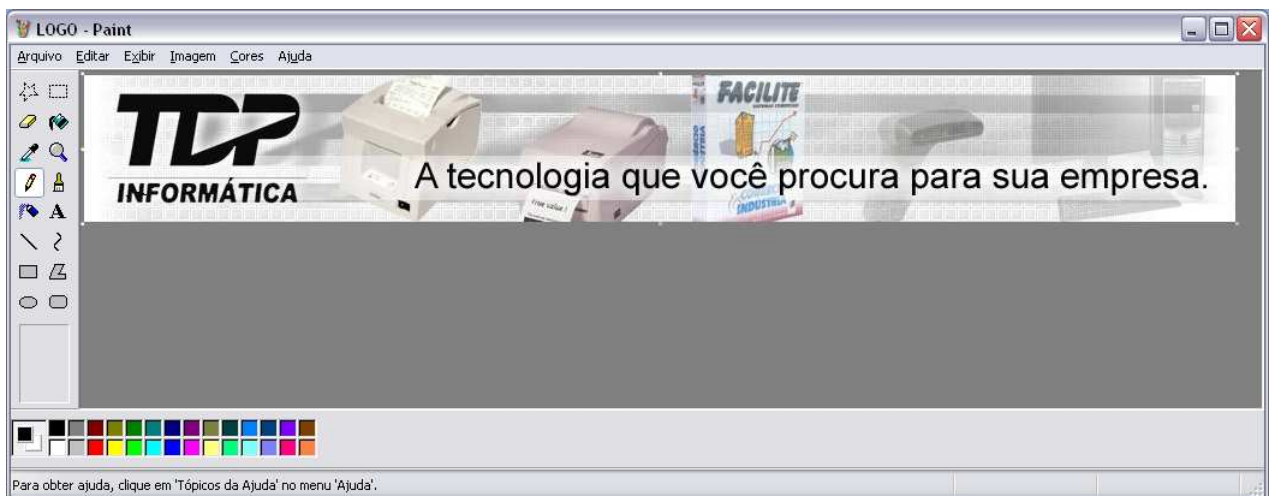 LOGO - Paint
Arquivo Editar Exibir Imagem Cores Ajuda
TDP
INFORMÁTICA
FACILITE
A tecnologia que você procura para sua empresa.
INDUSTRIA
Para obter ajuda, clique em 'Tópicos da Ajuda' no menu 'Ajuda'.